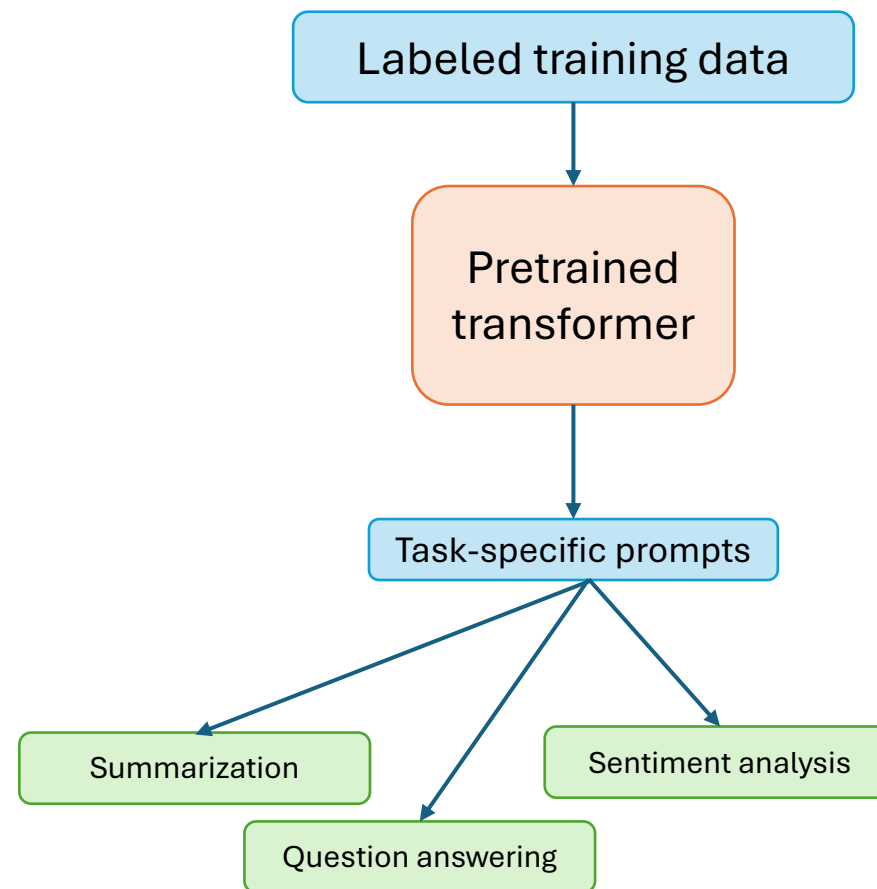 Labeled training data
Pretrained
transformer
Task-specific prompts
Summarization
Sentiment analysis
Question answering